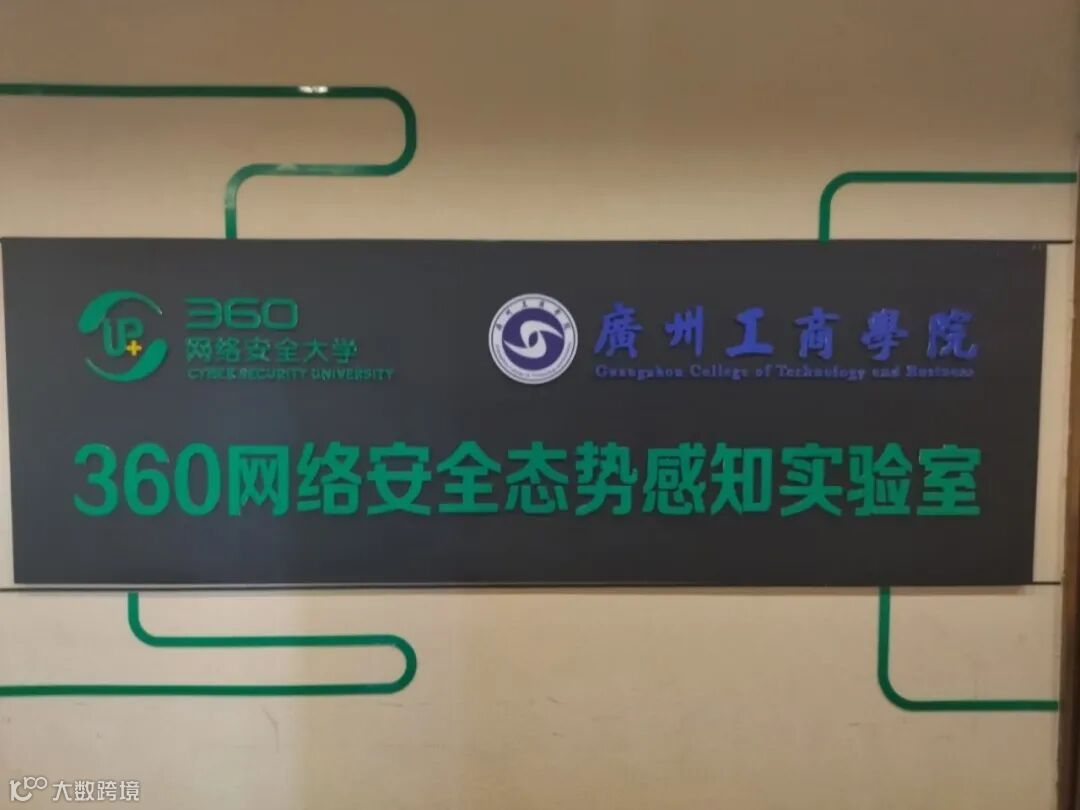 360
网络安全大学
CYBER SECURITY UNIVERSITY
廣州工商學院
Guangzhou College of Technology and Business
360网络安全态势感知实验室
大数跨境